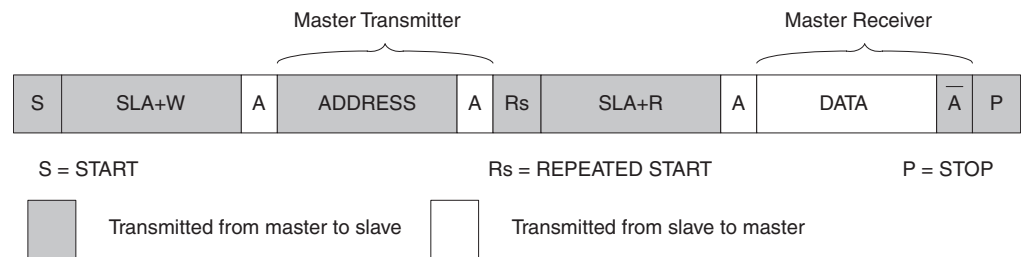 Master Transmitter Master Receiver
S SLA+W A ADDRESS A Rs SLA+R A DATA A̅ P
S = START Rs = REPEATED START P = STOP
Transmitted from master to slave Transmitted from slave to master